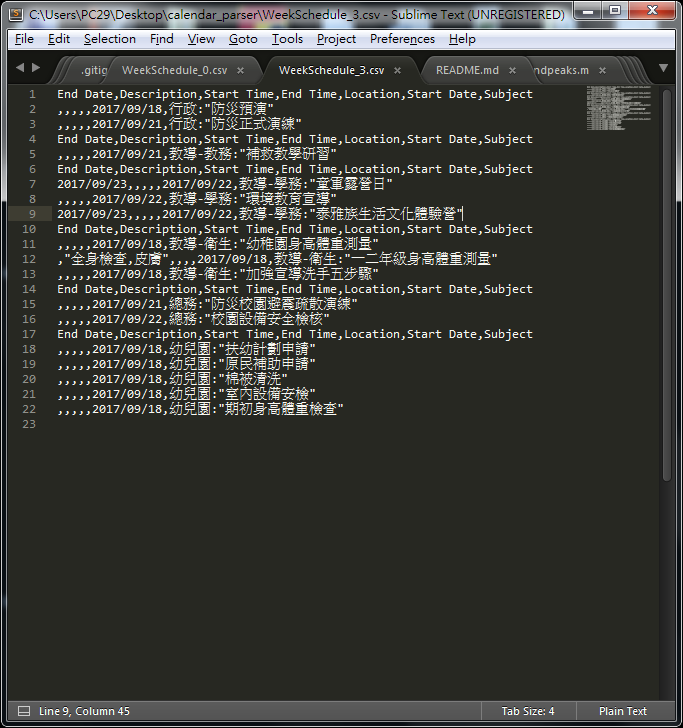 C:\Users\PC29\Desktop\calendar_parser\WeekSchedule_3.csv - Sublime Text (UNREGISTERED)
File Edit Selection Find View Goto Tools Project Preferences Help
.gitig WeekSchedule_0.csv × WeekSchedule_3.csv × README.md × ndpeaks.m ×
1 End Date,Description,Start Time,End Time,Location,Start Date,Subject
2 ,,,,,2017/09/18,行政:"防災預演"
3 ,,,,,2017/09/21,行政:"防災正式演練"
4 End Date,Description,Start Time,End Time,Location,Start Date,Subject
5 ,,,,,2017/09/21,教導-教務:"補救教學研習"
6 End Date,Description,Start Time,End Time,Location,Start Date,Subject
7 2017/09/23,,,,,2017/09/22,教導-學務:"童軍露營日"
8 ,,,,,2017/09/22,教導-學務:"環境教育宣導"
9 2017/09/23,,,,,2017/09/22,教導-學務:"泰雅族生活文化體驗營"
10 End Date,Description,Start Time,End Time,Location,Start Date,Subject
11 ,,,,,2017/09/18,教導-衛生:"幼稚園身高體重測量"
12 ,"全身檢查,皮膚",,,,2017/09/18,教導-衛生:"一二年級身高體重測量"
13 ,,,,,2017/09/18,教導-衛生:"加強宣導洗手五步驟"
14 End Date,Description,Start Time,End Time,Location,Start Date,Subject
15 ,,,,,2017/09/21,總務:"防災校園避震疏散演練"
16 ,,,,,2017/09/22,總務:"校園設備安全檢核"
17 End Date,Description,Start Time,End Time,Location,Start Date,Subject
18 ,,,,,2017/09/18,幼兒園:"扶幼計劃申請"
19 ,,,,,2017/09/18,幼兒園:"原民補助申請"
20 ,,,,,2017/09/18,幼兒園:"棉被清洗"
21 ,,,,,2017/09/18,幼兒園:"室內設備安檢"
22 ,,,,,2017/09/18,幼兒園:"期初身高體重檢查"
23
Line 9, Column 45 Tab Size: 4 Plain Text